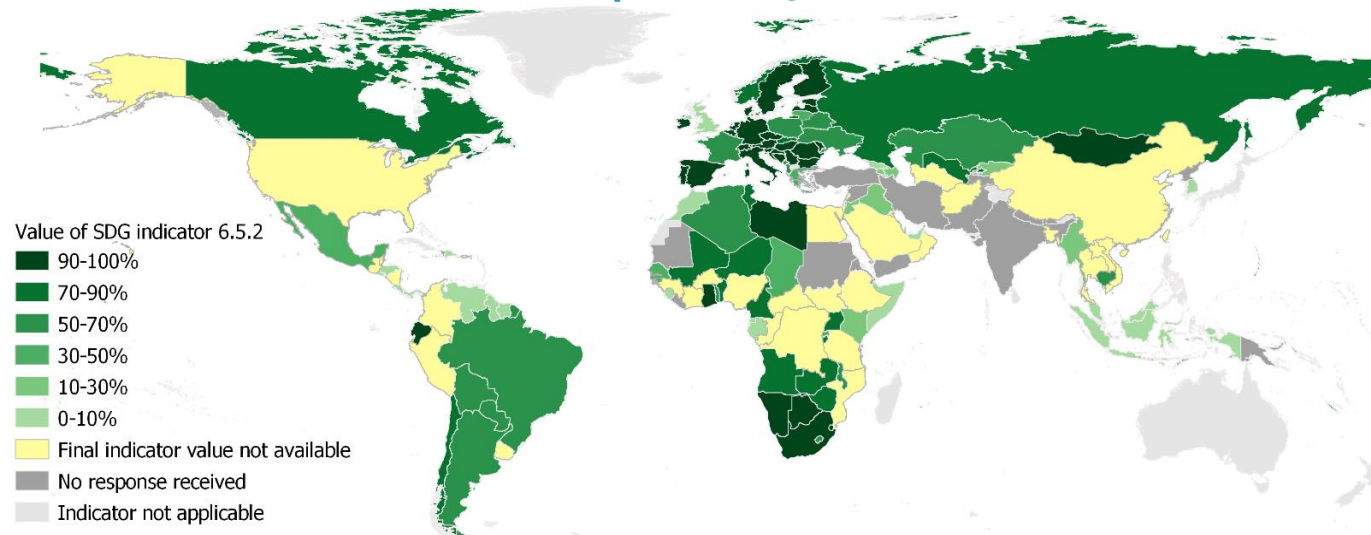 Value of SDG indicator 6.5.2
90-100%
70-90%
50-70%
30-50%
10-30%
0-10%
Final indicator value not available
No response received
Indicator not applicable